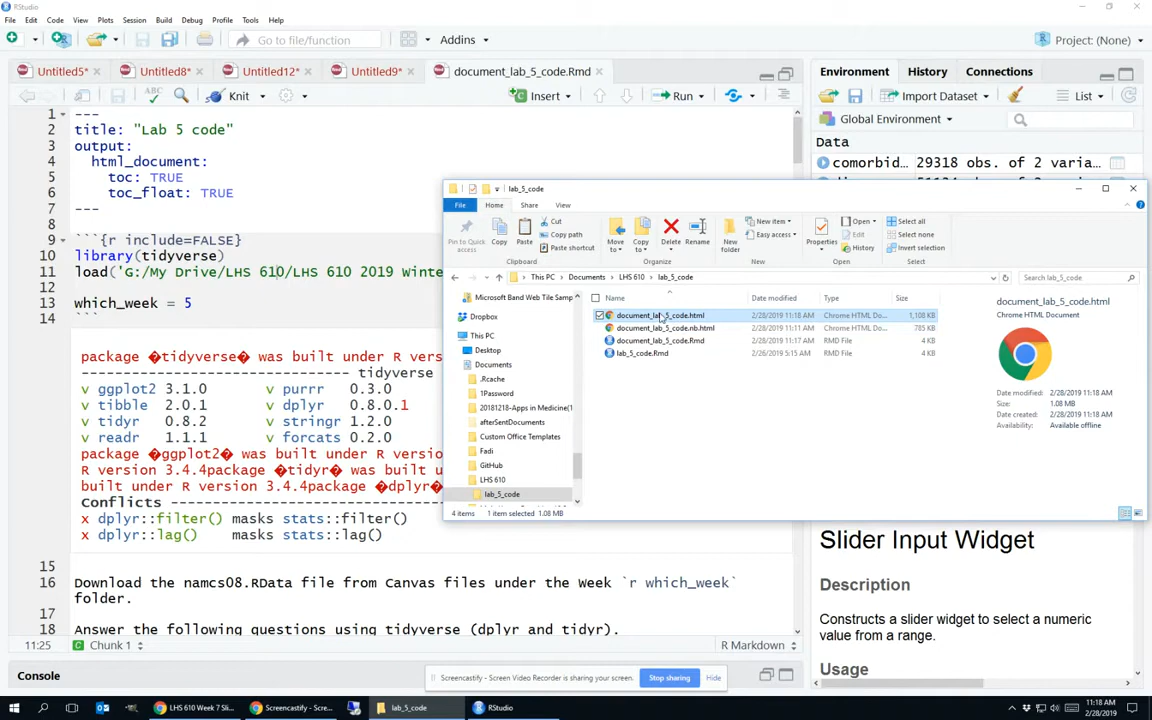 RStudio
File Edit Code View Plots Session Build Debug Profile Tools Help
Go to file/function
Addins
Project: (None)
Untitled5* × Untitled8* × Untitled12* × Untitled9* × document_lab_5_code.Rmd ×
Knit Insert Run
Environment History Connections
Import Dataset List
Global Environment
Data
comorbid… 29318 obs. of 2 varia…
1 ---
2 title: "Lab 5 code"
3 output:
4 html_document:
5 toc: TRUE
6 toc_float: TRUE
7 ---
8
9 ```{r include=FALSE}
10 library(tidyverse)
11 load('G:/My Drive/LHS 610/LHS 610 2019 Winte
12
13 which_week = 5
14 ```
package �tidyverse� was built under R vers
---------------------------------------- tidyverse
v ggplot2 3.1.0 v purrr 0.3.0
v tibble 2.0.1 v dplyr 0.8.0.1
v tidyr 0.8.2 v stringr 1.2.0
v readr 1.1.1 v forcats 0.2.0
package �ggplot2� was built under R vers
R version 3.4.4package �tidyr� was built u
built under R version 3.4.4package �dplyr�
Conflicts
x dplyr::filter() masks stats::filter()
x dplyr::lag() masks stats::lag()
15
16 Download the namcs08.RData file from Canvas files under the Week `r which_week`
folder.
17
18 Answer the following questions using tidyverse (dplyr and tidyr).
11:25 Chunk 1 R Markdown
Console
lab_5_code
File Home Share View
Pin to Quick Access
Copy
Paste
Cut
Copy path
Paste shortcut
Move to
Copy to
Delete
Rename
New folder
New item
Easy access
Properties
Open
Edit
History
Select all
Select none
Invert selection
Organize New Open Select
This PC Documents LHS 610 lab_5_code
Search lab_5_code
Microsoft Band Web Tile Samp
Dropbox
This PC
Desktop
Documents
.Rcache
1Password
20181218-Apps in Medicine(1
afterSentDocuments
Custom Office Templates
Fadi
GitHub
LHS 610
lab_5_code
Name Date modified Type Size
document_lab_5_code.html 2/28/2019 11:18 AM Chrome HTML Do... 1,108 KB
document_lab_5_code.nb.html 2/28/2019 11:11 AM Chrome HTML Do... 785 KB
document_lab_5_code.Rmd 2/28/2019 11:17 AM RMD File 4 KB
lab_5_code.Rmd 2/26/2019 5:15 AM RMD File 4 KB
document_lab_5_code.html
Chrome HTML Document
Date modified: 2/28/2019 11:18 AM
Size: 1.08 MB
Date created: 2/28/2019 11:18 AM
Availability: Available offline
4 items 1 item selected 1.08 MB
Slider Input Widget
Description
Constructs a slider widget to select a numeric
value from a range.
Usage
Screencastify - Screen Video Recorder is sharing your screen. Stop sharing Hide
LHS 610 Week 7 Sli... Screencastify - Scre... lab_5_code RStudio
11:18 AM
2/28/2019